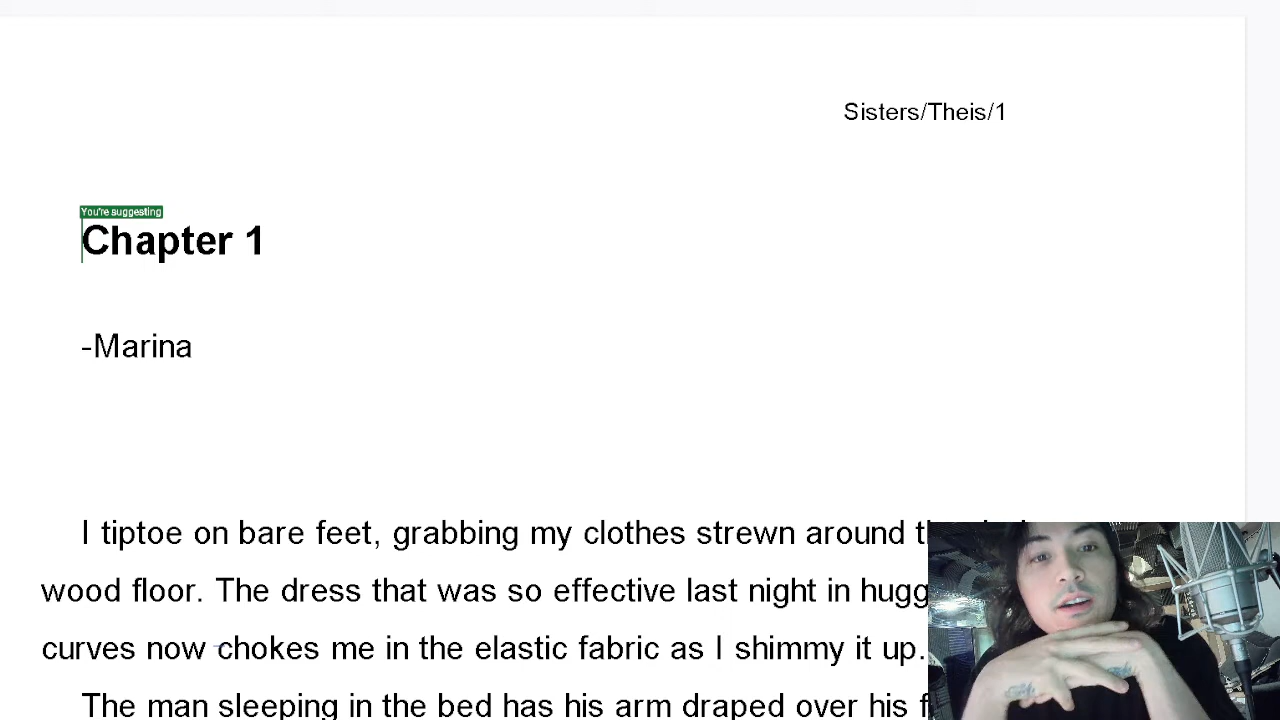 Sisters/Theis/1
You're suggesting
Chapter 1
-Marina
I tiptoe on bare feet, grabbing my clothes strewn around
wood floor. The dress that was so effective last night in
curves now chokes me in the elastic fabric as I shimmy it up.
The man sleeping in the bed has his arm draped over his